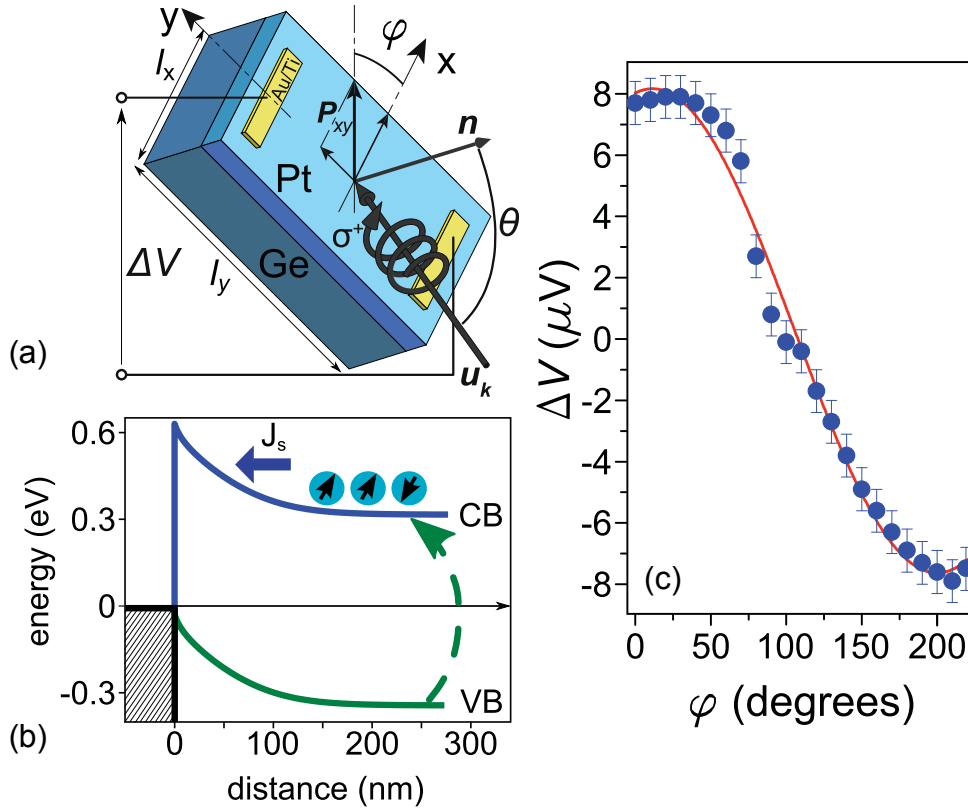 y
φ
x
l_x
Au/Ti
P_xy
n
Pt
θ
σ⁺
ΔV
Ge
l_y
u_k
(a)
0.6
J_s
0.3
CB
energy (eV)
0
-0.3
VB
(b)
0
100
200
300
distance (nm)
8
6
4
2
0
-2
-4
-6
-8
ΔV (μV)
(c)
0
50
100
150
200
φ (degrees)